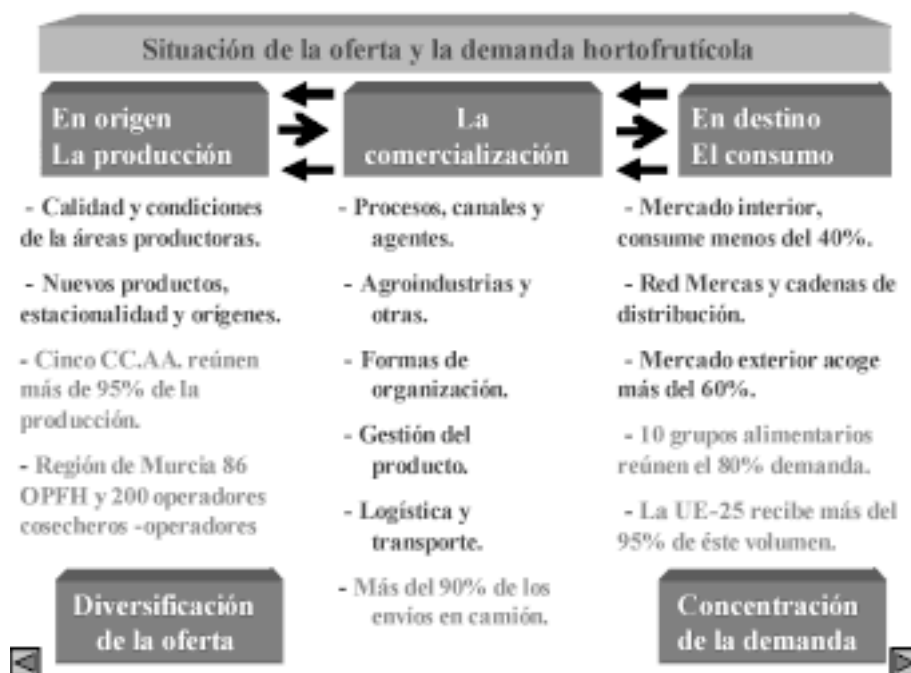 Situación de la oferta y la demanda hortofrutícola
En origen
La producción
- Calidad y condiciones
de la áreas productoras.
- Nuevos productos,
estacionalidad y orígenes.
- Cinco CC.AA. reúnen
más de 95% de la
producción.
- Región de Murcia 86
OPFH y 200 operadores
cosecheros -operadores
Diversificación
de la oferta
La
comercialización
- Procesos, canales y
agentes.
- Agroindustrias y
otras.
- Formas de
organización.
- Gestión del
producto.
- Logística y
transporte.
- Más del 90% de los
envíos en camión.
En destino
El consumo
- Mercado interior,
consume menos del 40%.
- Red Mercas y cadenas de
distribución.
- Mercado exterior acoge
más del 60%.
- 10 grupos alimentarios
reúnen el 80% demanda.
- La UE-25 recibe más del
95% de éste volumen.
Concentración
de la demanda